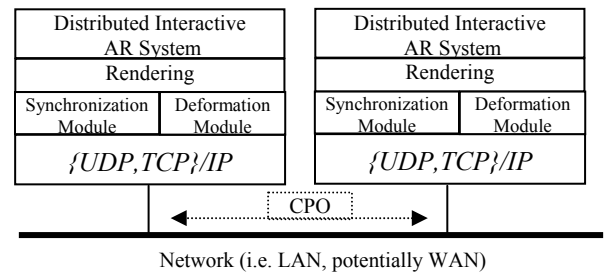 Distributed Interactive
AR System
Rendering
Synchronization
Module
Deformation
Module
{UDP,TCP}/IP
Distributed Interactive
AR System
Rendering
Synchronization
Module
Deformation
Module
{UDP,TCP}/IP
CPO
Network (i.e. LAN, potentially WAN)